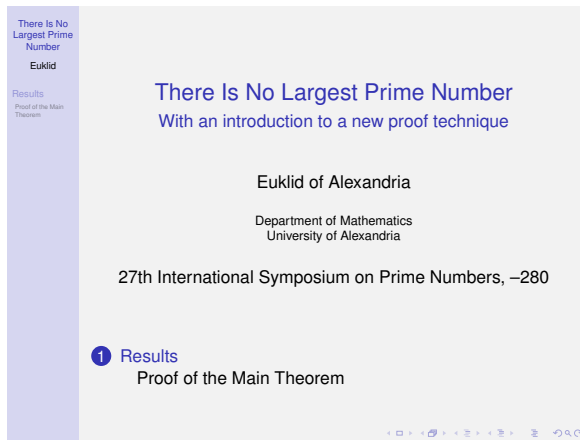 There Is No
Largest Prime
Number
Euklid
Results
Proof of the Main
Theorem
There Is No Largest Prime Number
With an introduction to a new proof technique
Euklid of Alexandria
Department of Mathematics
University of Alexandria
27th International Symposium on Prime Numbers, –280
1 Results
Proof of the Main Theorem